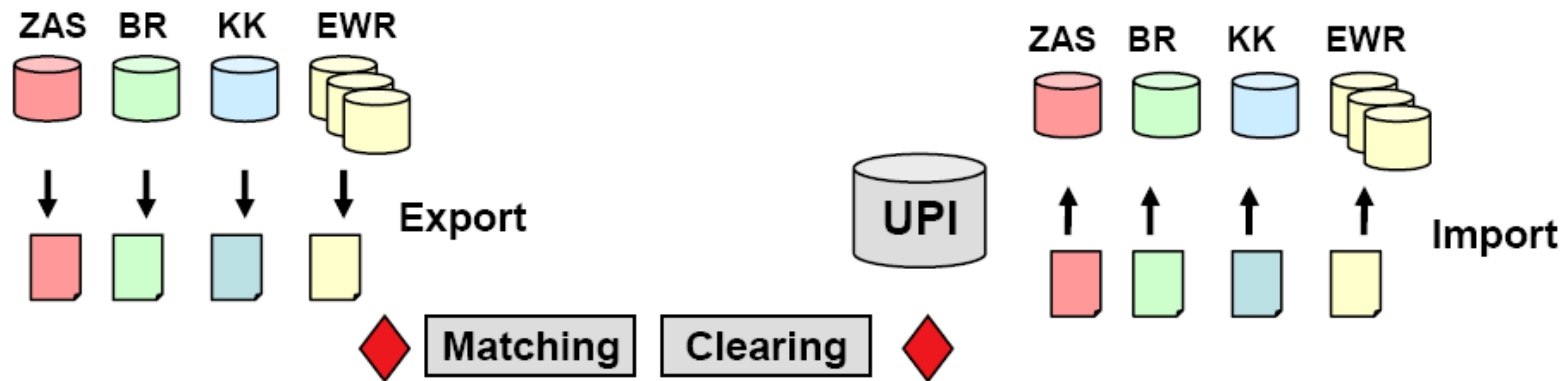 ZAS BR KK EWR
Export
Matching Clearing
UPI
ZAS BR KK EWR
Import